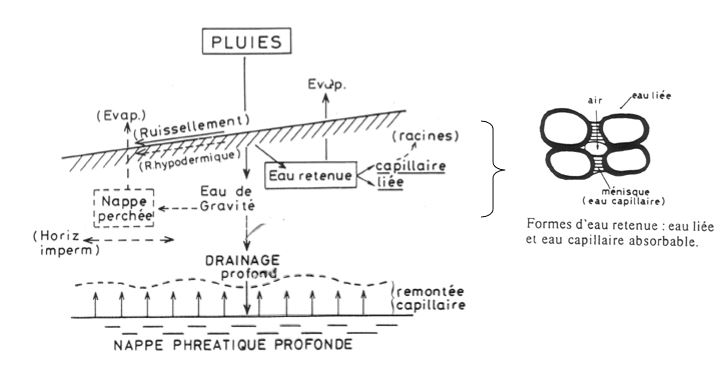 PLUIES
Evap.
(Evap.)
(Ruissellement)
(R.hypodermique)
(racines)
Eau retenue
capillaire
liée
Nappe
perchée
Eau de
Gravité
(Horiz
imperm)
DRAINAGE
profond
remontée
capillaire
NAPPE PHREATIQUE PROFONDE
air
eau liée
ménisque
(eau capillaire)
Formes d'eau retenue : eau liée
et eau capillaire absorbable.